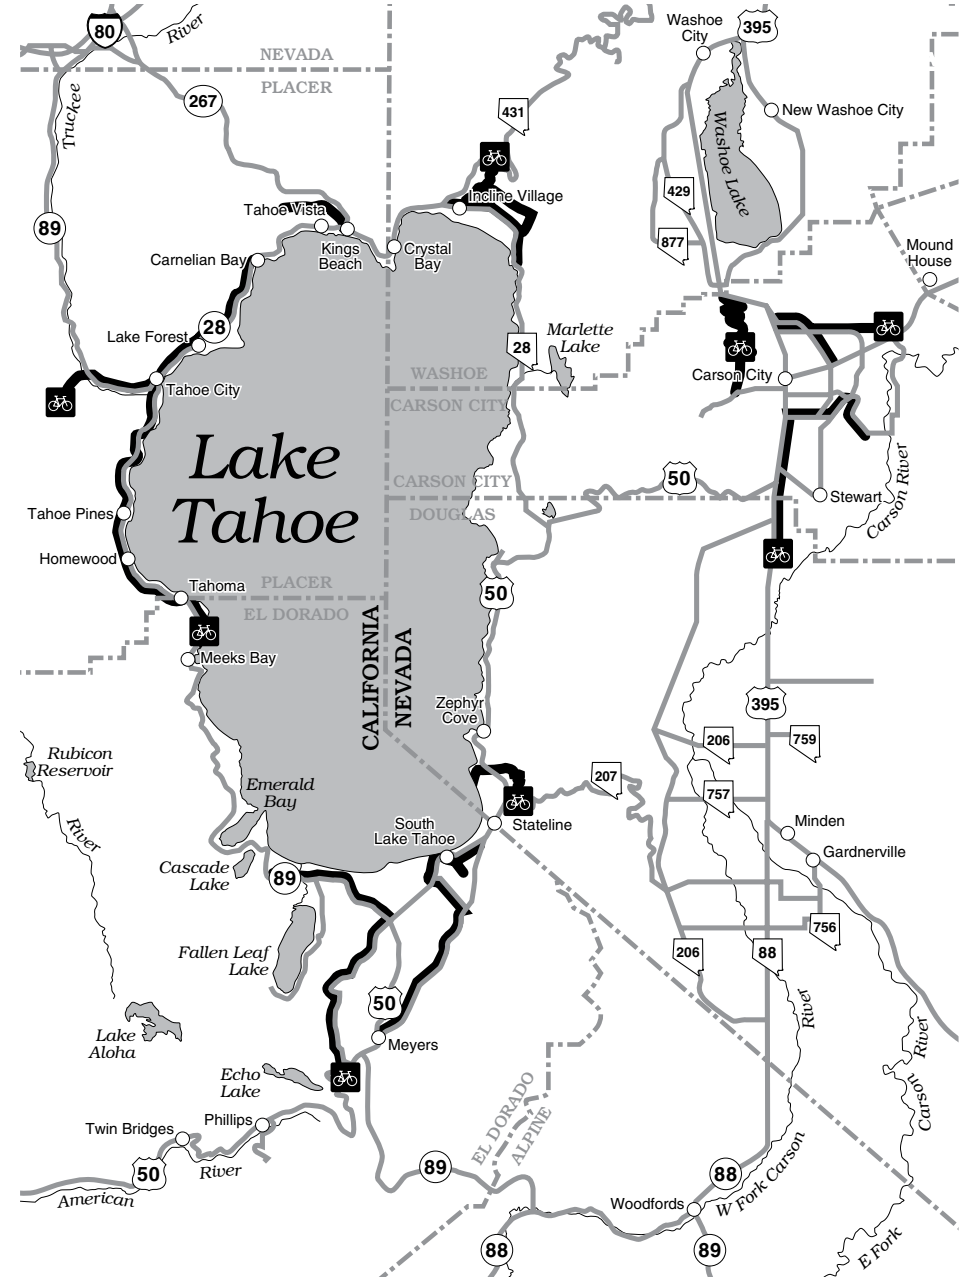 80
River
NEVADA
PLACER
Truckee
267
431
Washoe
City
395
New Washoe City
Washoe Lake
429
877
Mound
House
89
Tahoe Vista
Incline Village
Kings
Beach
Crystal
Bay
Carnelian Bay
Lake Forest
28
Tahoe City
28
Marlette
Lake
WASHOE
CARSON CITY
Carson City
Lake
Tahoe
CARSON CITY
DOUGLAS
50
Stewart
Carson River
Tahoe Pines
Homewood
Tahoma
PLACER
EL DORADO
50
CALIFORNIA
NEVADA
Meeks Bay
Zephyr
Cove
395
206
759
757
207
Rubicon
Reservoir
River
Emerald
Bay
South
Lake Tahoe
Stateline
Minden
Gardnerville
Cascade
Lake
89
Fallen Leaf
Lake
756
206
88
50
Meyers
Lake
Aloha
Echo
Lake
River
River
Carson
EL DORADO
ALPINE
Phillips
Twin Bridges
50
River
American
89
88
W Fork Carson
Woodfords
88
89
E Fork